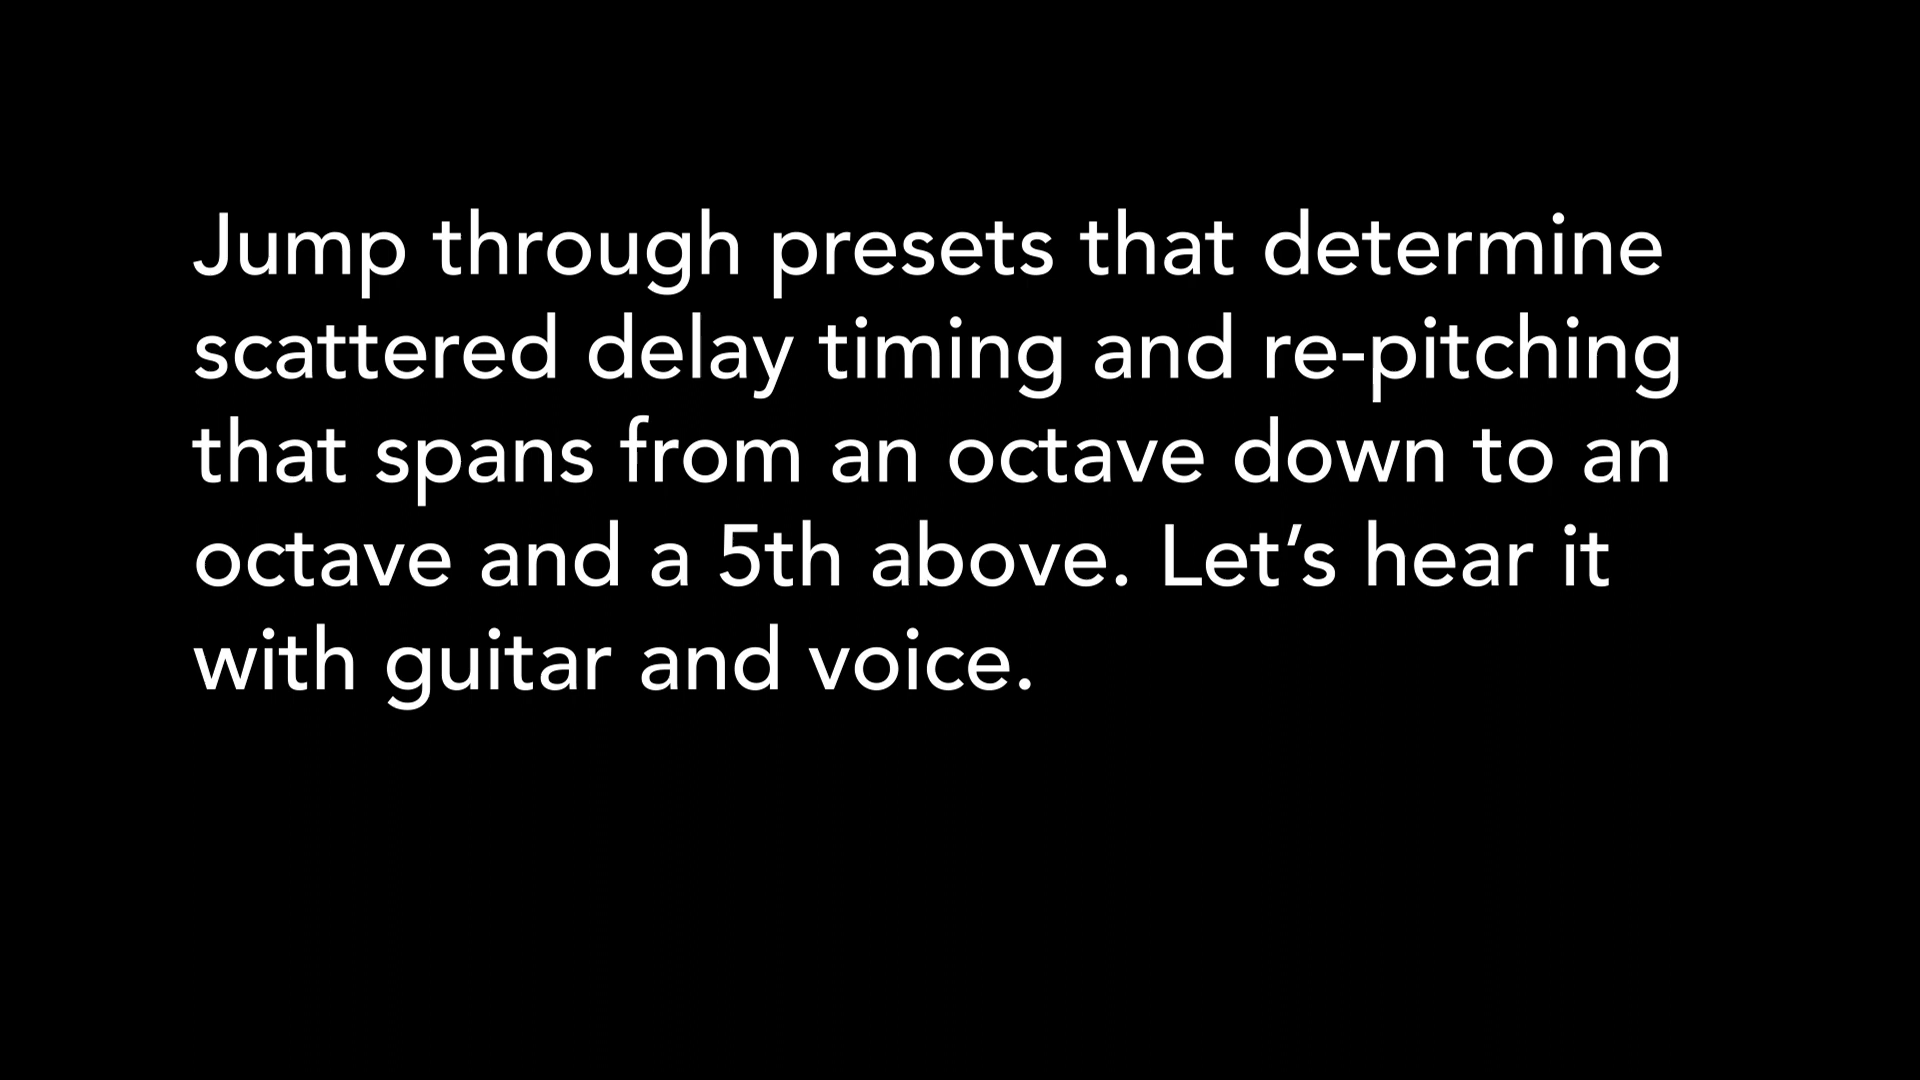 Jump through presets that determine
scattered delay timing and re-pitching
that spans from an octave down to an
octave and a 5th above. Let’s hear it
with guitar and voice.